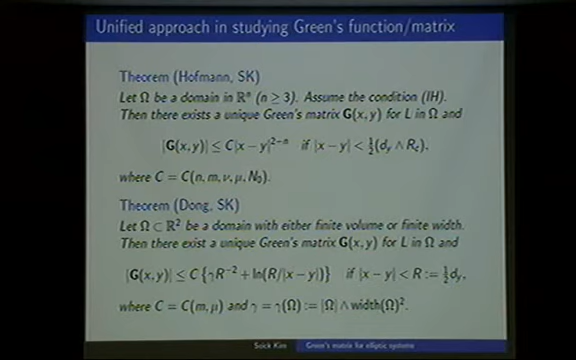 Unified approach in studying Green's function/matrix
Theorem (Hofmann, SK)
Let Ω be a domain in ℝⁿ (n ≥ 3). Assume the condition (IH).
Then there exists a unique Green's matrix G(x, y) for L in Ω and
|G(x, y)| ≤ C|x − y|²⁻ⁿ if |x − y| < ½(d_y ∧ R_c),
where C = C(n, m, ν, μ, N₀).
Theorem (Dong, SK)
Let Ω ⊂ ℝ² be a domain with either finite volume or finite width.
Then there exist a unique Green's matrix G(x, y) for L in Ω and
|G(x, y)| ≤ C {γR⁻² + ln(R/|x − y|)} if |x − y| < R := ½d_y,
where C = C(m, μ) and γ = γ(Ω) := |Ω| ∧ width(Ω)².
Seick Kim Green's matrix for elliptic systems